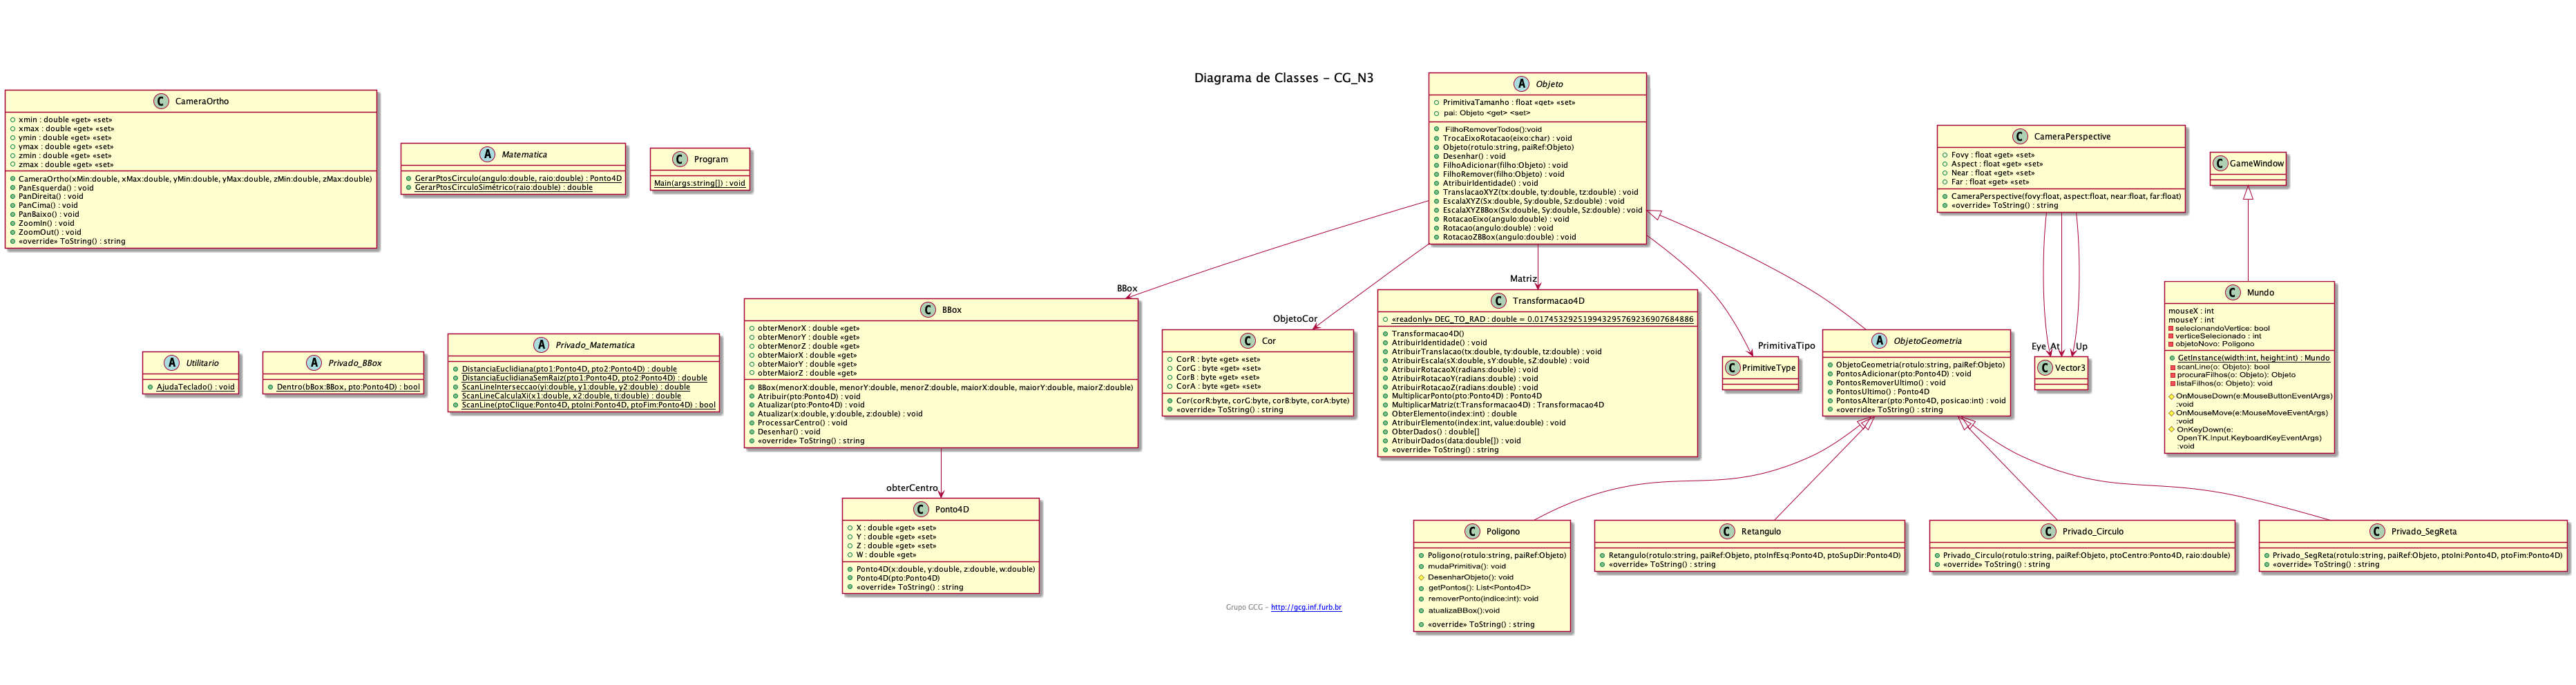 Diagrama de Classes - CG_N3
C CameraOrtho
xmin : double «get» «set»
xmax : double «get» «set»
ymin : double «get» «set»
ymax : double «get» «set»
zmin : double «get» «set»
zmax : double «get» «set»
CameraOrtho(xMin:double, xMax:double, yMin:double, yMax:double, zMin:double, zMax:double)
PanEsquerda() : void
PanDireita() : void
PanCima() : void
PanBaixo() : void
ZoomIn() : void
ZoomOut() : void
«override» ToString() : string
A Matematica
GerarPtosCirculo(angulo:double, raio:double) : Ponto4D
GerarPtosCirculoSimétrico(raio:double) : double
C Program
Main(args:string[]) : void
A Objeto
PrimitivaTamanho : float «get» «set»
pai: Objeto <get> <set>
FilhoRemoverTodos():void
TrocaEixoRotacao(eixo:char) : void
Objeto(rotulo:string, paiRef:Objeto)
Desenhar() : void
FilhoAdicionar(filho:Objeto) : void
FilhoRemover(filho:Objeto) : void
AtribuirIdentidade() : void
TranslacaoXYZ(tx:double, ty:double, tz:double) : void
EscalaXYZ(Sx:double, Sy:double, Sz:double) : void
EscalaXYZBBox(Sx:double, Sy:double, Sz:double) : void
RotacaoEixo(angulo:double) : void
Rotacao(angulo:double) : void
RotacaoZBBox(angulo:double) : void
C CameraPerspective
Fovy : float «get» «set»
Aspect : float «get» «set»
Near : float «get» «set»
Far : float «get» «set»
CameraPerspective(fovy:float, aspect:float, near:float, far:float)
«override» ToString() : string
C GameWindow
BBox
ObjetoCor
Matriz
PrimitivaTipo
Eye At Up
A Utilitario
AjudaTeclado() : void
A Privado_BBox
Dentro(bBox:BBox, pto:Ponto4D) : bool
A Privado_Matematica
DistanciaEuclidiana(pto1:Ponto4D, pto2:Ponto4D) : double
DistanciaEuclidianaSemRaiz(pto1:Ponto4D, pto2:Ponto4D) : double
ScanLineInterseccao(yi:double, y1:double, y2:double) : double
ScanLineCalculaXi(x1:double, x2:double, ti:double) : double
ScanLine(ptoClique:Ponto4D, ptoIni:Ponto4D, ptoFim:Ponto4D) : bool
C BBox
obterMenorX : double «get»
obterMenorY : double «get»
obterMenorZ : double «get»
obterMaiorX : double «get»
obterMaiorY : double «get»
obterMaiorZ : double «get»
BBox(menorX:double, menorY:double, menorZ:double, maiorX:double, maiorY:double, maiorZ:double)
Atribuir(pto:Ponto4D) : void
Atualizar(pto:Ponto4D) : void
Atualizar(x:double, y:double, z:double) : void
ProcessarCentro() : void
Desenhar() : void
«override» ToString() : string
C Cor
CorR : byte «get» «set»
CorG : byte «get» «set»
CorB : byte «get» «set»
CorA : byte «get» «set»
Cor(corR:byte, corG:byte, corB:byte, corA:byte)
«override» ToString() : string
C Transformacao4D
«readonly» DEG_TO_RAD : double = 0.017453292519943295769236907684886
Transformacao4D()
AtribuirIdentidade() : void
AtribuirTranslacao(tx:double, ty:double, tz:double) : void
AtribuirEscala(sX:double, sY:double, sZ:double) : void
AtribuirRotacaoX(radians:double) : void
AtribuirRotacaoY(radians:double) : void
AtribuirRotacaoZ(radians:double) : void
MultiplicarPonto(pto:Ponto4D) : Ponto4D
MultiplicarMatriz(t:Transformacao4D) : Transformacao4D
ObterElemento(index:int) : double
AtribuirElemento(index:int, value:double) : void
ObterDados() : double[]
AtribuirDados(data:double[]) : void
«override» ToString() : string
C PrimitiveType
A ObjetoGeometria
ObjetoGeometria(rotulo:string, paiRef:Objeto)
PontosAdicionar(pto:Ponto4D) : void
PontosRemoverUltimo() : void
PontosUltimo() : Ponto4D
PontosAlterar(pto:Ponto4D, posicao:int) : void
«override» ToString() : string
C Vector3
C Mundo
mouseX : int
mouseY : int
selecionandoVertice: bool
verticeSelecionado : int
objetoNovo: Poligono
GetInstance(width:int, height:int) : Mundo
scanLine(o: Objeto): bool
procuraFilhos(o: Objeto): Objeto
listaFilhos(o: Objeto): void
OnMouseDown(e:MouseButtonEventArgs)
:void
OnMouseMove(e:MouseMoveEventArgs)
:void
OnKeyDown(e:
OpenTK.Input.KeyboardKeyEventArgs)
:void
obterCentro
C Ponto4D
X : double «get» «set»
Y : double «get» «set»
Z : double «get» «set»
W : double «get»
Ponto4D(x:double, y:double, z:double, w:double)
Ponto4D(pto:Ponto4D)
«override» ToString() : string
C Poligono
Poligono(rotulo:string, paiRef:Objeto)
mudaPrimitiva(): void
DesenharObjeto(): void
getPontos(): List<Ponto4D>
removerPonto(indice:int): void
atualizaBBox():void
«override» ToString() : string
C Retangulo
Retangulo(rotulo:string, paiRef:Objeto, ptoInfEsq:Ponto4D, ptoSupDir:Ponto4D)
«override» ToString() : string
C Privado_Circulo
Privado_Circulo(rotulo:string, paiRef:Objeto, ptoCentro:Ponto4D, raio:double)
«override» ToString() : string
C Privado_SegReta
Privado_SegReta(rotulo:string, paiRef:Objeto, ptoIni:Ponto4D, ptoFim:Ponto4D)
«override» ToString() : string
Grupo GCG - http://gcg.inf.furb.br